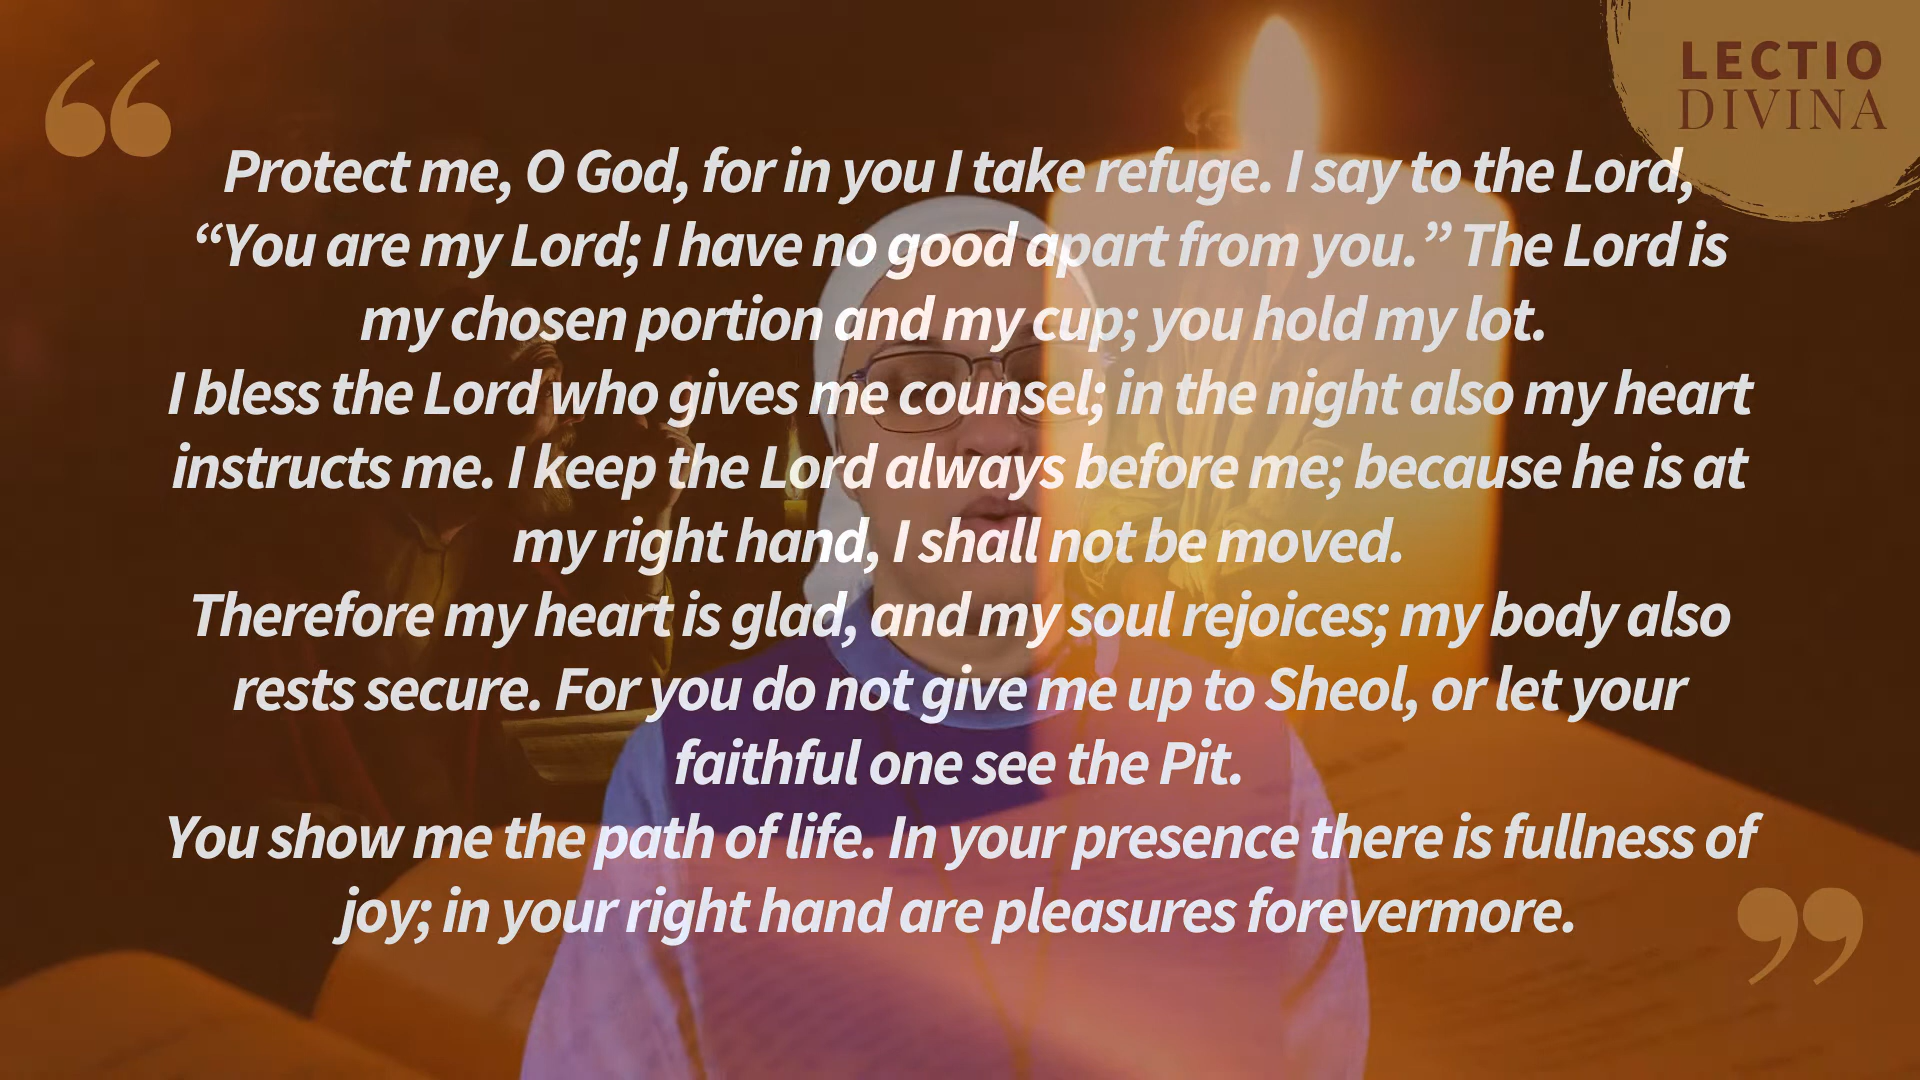 LECTIO
DIVINA
Protect me, O God, for in you I take refuge. I say to the Lord,
“You are my Lord; I have no good apart from you.” The Lord is
my chosen portion and my cup; you hold my lot.
I bless the Lord who gives me counsel; in the night also my heart
instructs me. I keep the Lord always before me; because he is at
my right hand, I shall not be moved.
Therefore my heart is glad, and my soul rejoices; my body also
rests secure. For you do not give me up to Sheol, or let your
faithful one see the Pit.
You show me the path of life. In your presence there is fullness of
joy; in your right hand are pleasures forevermore.